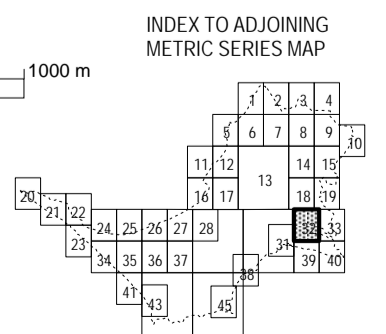 INDEX TO ADJOINING
METRIC SERIES MAP
1000 m
1 2 3 4
5 6 7 8 9
10
11 12 13 14 15
16 17 18 19
20
21 22
23 24 25 26 27 28 31 32 33
34 35 36 37 38 39 40
41 43 45